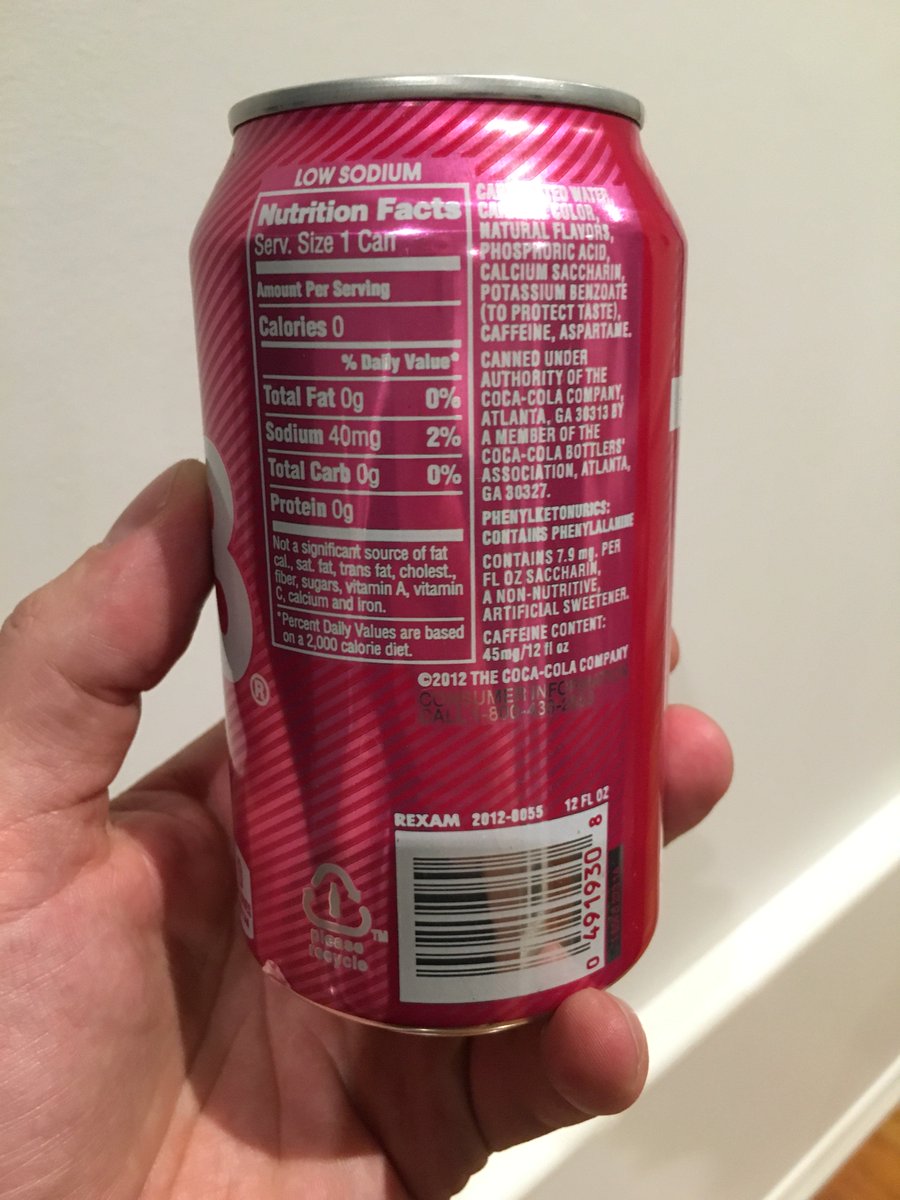 LOW SODIUM
Nutrition Facts
Serv. Size 1 Can
Amount Per Serving
Calories 0
% Daily Value*
Total Fat 0g 0%
Sodium 40mg 2%
Total Carb 0g 0%
Protein 0g
Not a significant source of fat
cal., sat. fat, trans fat, cholest.,
fiber, sugars, vitamin A, vitamin
C, calcium and iron.
*Percent Daily Values are based
on a 2,000 calorie diet.
WATER,
COLOR,
NATURAL FLAVORS,
PHOSPHORIC ACID,
CALCIUM SACCHARIN,
POTASSIUM BENZOATE
(TO PROTECT TASTE),
CAFFEINE, ASPARTAME.
CANNED UNDER
AUTHORITY OF THE
COCA-COLA COMPANY,
ATLANTA, GA 30313 BY
A MEMBER OF THE
COCA-COLA BOTTLERS'
ASSOCIATION, ATLANTA,
GA 30327.
PHENYLKETONURICS:
CONTAINS PHENYLALANINE
CONTAINS 7.9 mg. PER
FL OZ SACCHARIN,
A NON-NUTRITIVE,
ARTIFICIAL SWEETENER.
CAFFEINE CONTENT:
45mg/12 fl oz
©2012 THE COCA-COLA COMPANY
CONSUMER INFORMATION
CALL
®
REXAM 2012-0055 12 FL OZ
0 491930 8
please TM
recycle